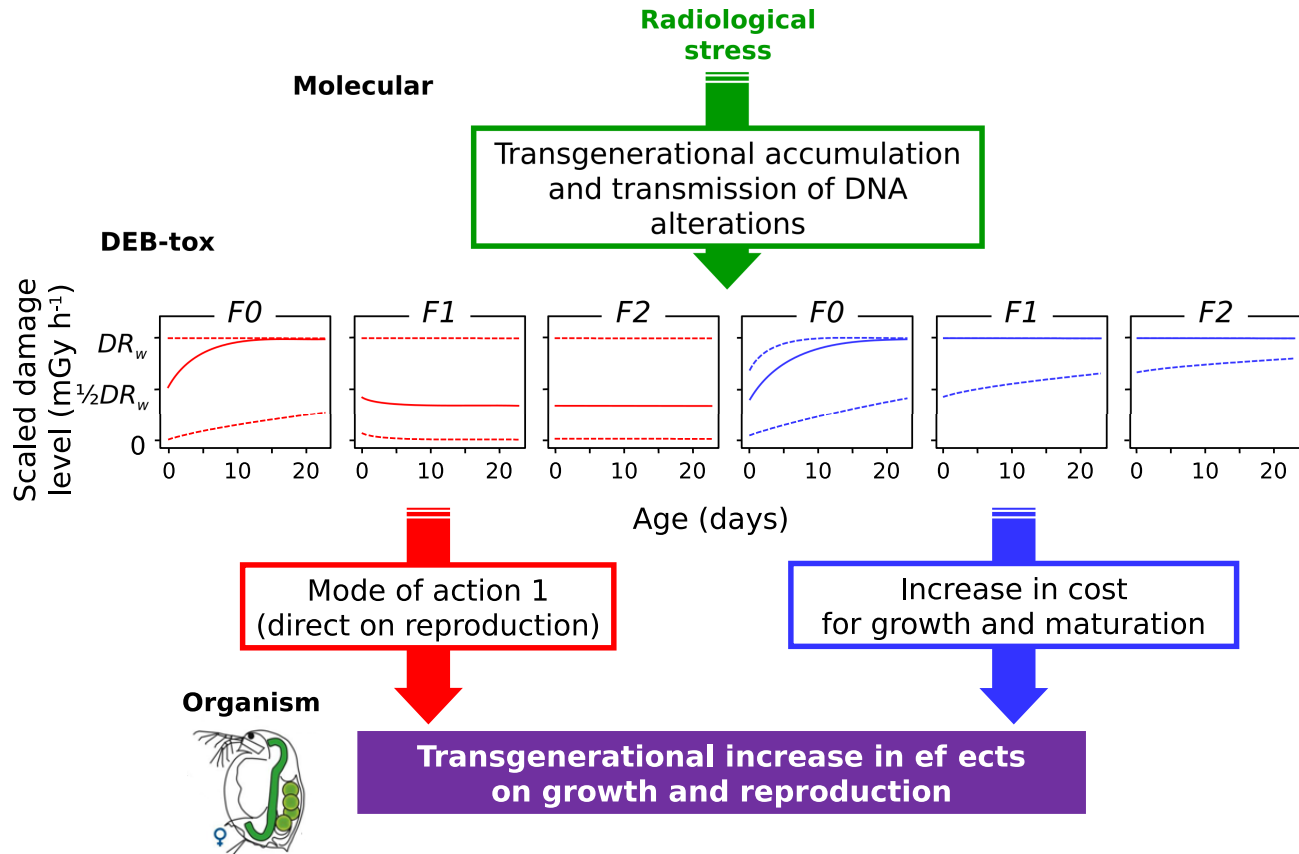 Radiological
stress
Molecular
Transgenerational accumulation
and transmission of DNA
alterations
DEB-tox
Scaled damage
level (mGy h⁻¹)
F0 F1 F2 F0 F1 F2
DRw
½DRw
0
0 10 20 0 10 20 0 10 20 0 10 20 0 10 20 0 10 20
Age (days)
Mode of action 1
(direct on reproduction)
Increase in cost
for growth and maturation
Organism
Transgenerational increase in ef ects
on growth and reproduction
♀